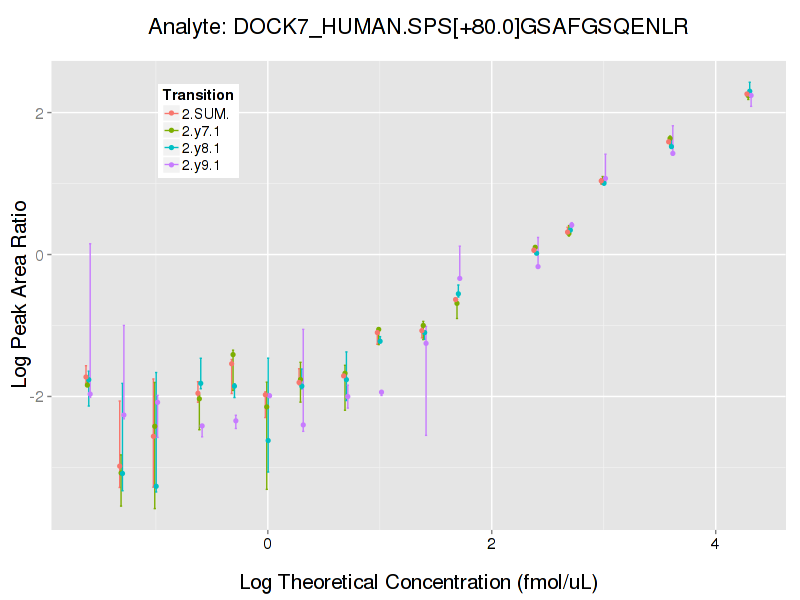 Analyte: DOCK7_HUMAN.SPS[+80.0]GSAFGSQENLR
Transition
2.SUM.
2.y7.1
2.y8.1
2.y9.1
2
0
-2
Log Peak Area Ratio
0 2 4
Log Theoretical Concentration (fmol/uL)